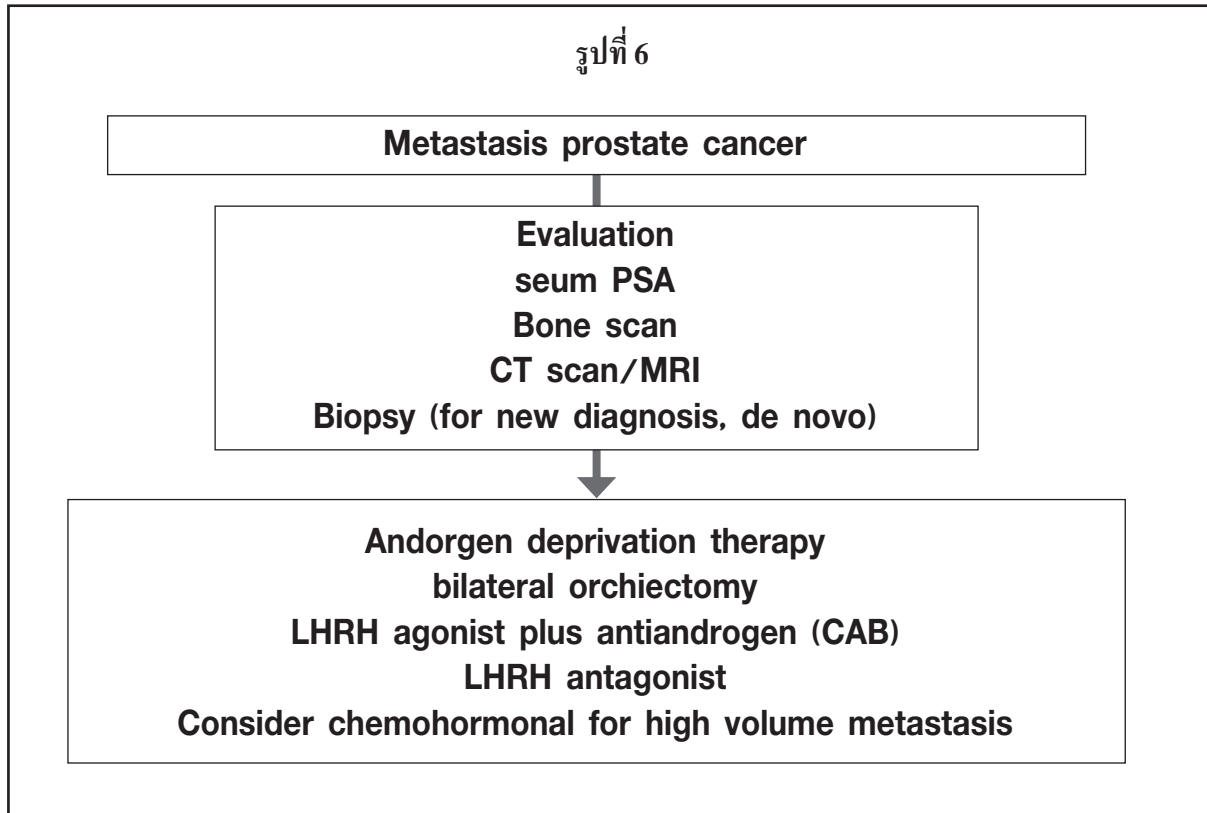 รูปที่ 6
Metastasis prostate cancer
Evaluation
seum PSA
Bone scan
CT scan/MRI
Biopsy (for new diagnosis, de novo)
Andorgen deprivation therapy
bilateral orchiectomy
LHRH agonist plus antiandrogen (CAB)
LHRH antagonist
Consider chemohormonal for high volume metastasis